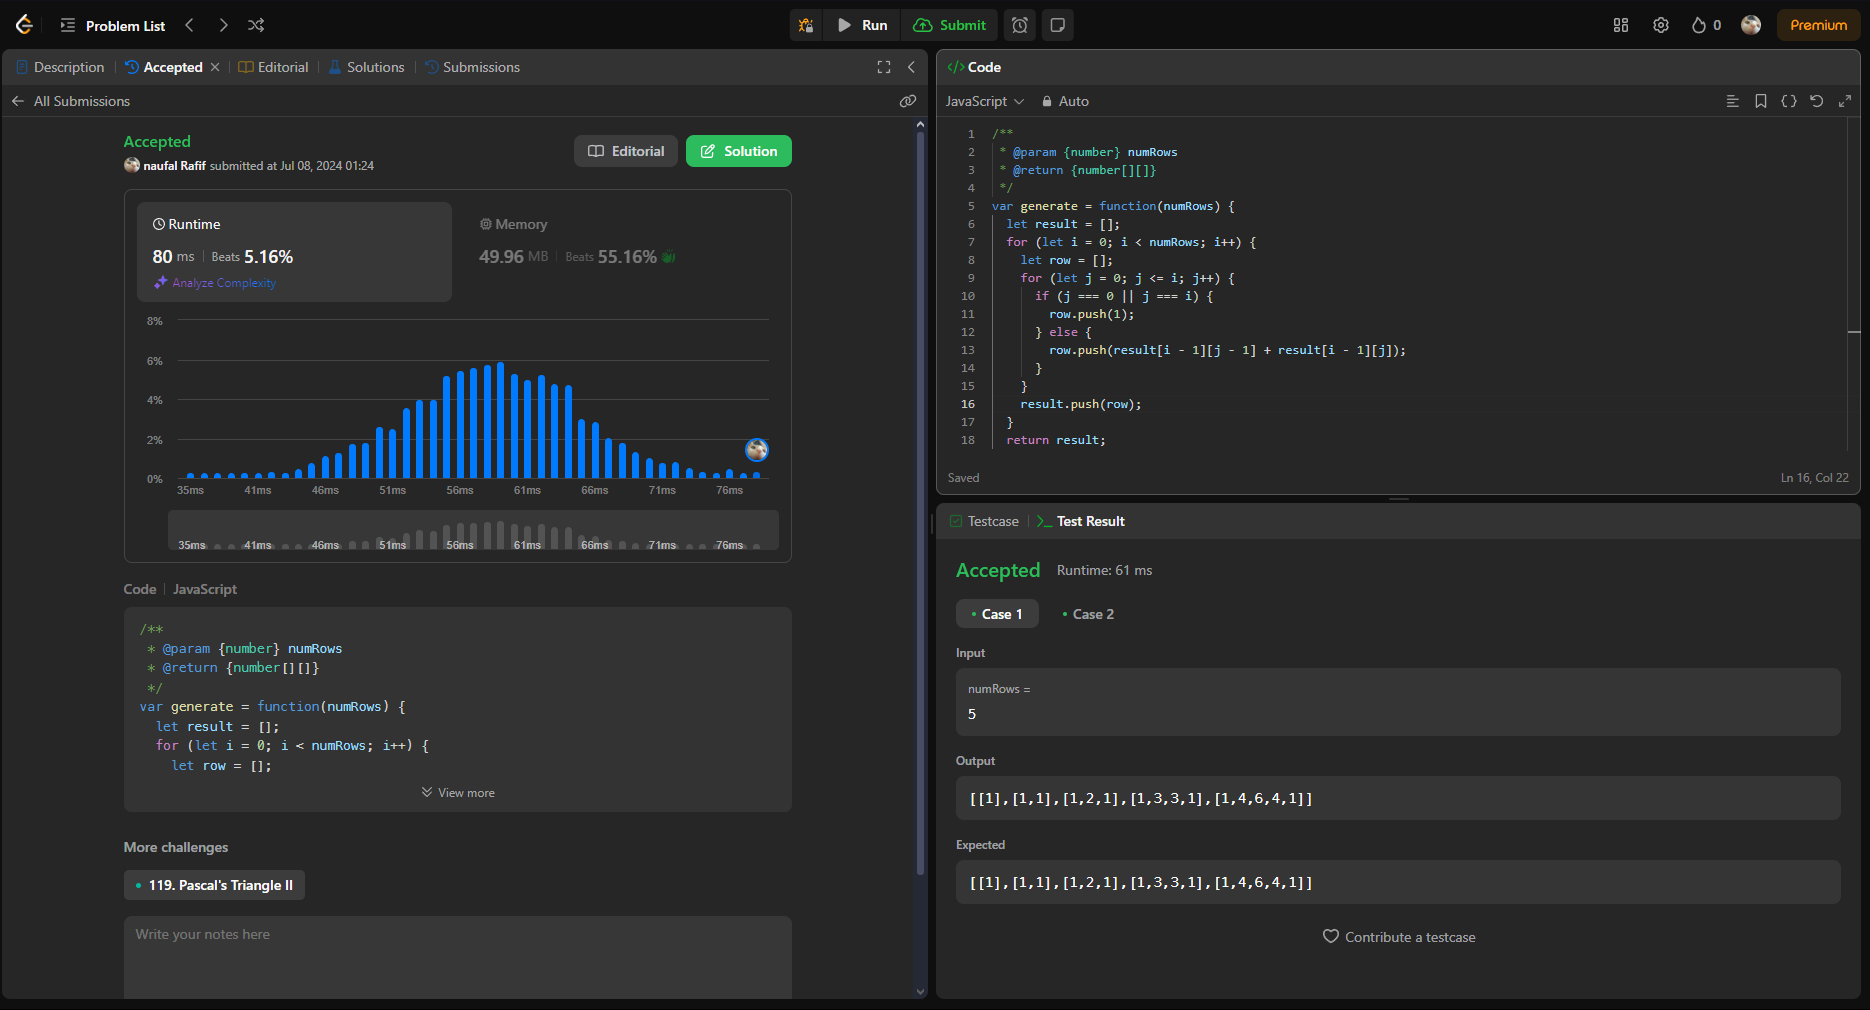 Problem List
Run
Submit
0
Premium
Description
Accepted
Editorial
Solutions
Submissions
All Submissions
Accepted
naufal Rafif submitted at Jul 08, 2024 01:24
Editorial
Solution
Runtime
80 ms
Beats 5.16%
Analyze Complexity
Memory
49.96 MB
Beats 55.16%
8%
6%
4%
2%
0%
35ms 41ms 46ms 51ms 56ms 61ms 66ms 71ms 76ms
35ms 41ms 46ms 51ms 56ms 61ms 66ms 71ms 76ms
Code
JavaScript
/**
 * @param {number} numRows
 * @return {number[][]}
 */
var generate = function(numRows) {
  let result = [];
  for (let i = 0; i < numRows; i++) {
    let row = [];
View more
More challenges
119. Pascal's Triangle II
Write your notes here
</> Code
JavaScript
Auto
1 /**
2  * @param {number} numRows
3  * @return {number[][]}
4  */
5 var generate = function(numRows) {
6   let result = [];
7   for (let i = 0; i < numRows; i++) {
8     let row = [];
9     for (let j = 0; j <= i; j++) {
10       if (j === 0 || j === i) {
11         row.push(1);
12       } else {
13         row.push(result[i - 1][j - 1] + result[i - 1][j]);
14       }
15     }
16     result.push(row);
17   }
18   return result;
Saved
Ln 16, Col 22
Testcase
Test Result
Accepted
Runtime: 61 ms
Case 1
Case 2
Input
numRows =
5
Output
[[1],[1,1],[1,2,1],[1,3,3,1],[1,4,6,4,1]]
Expected
[[1],[1,1],[1,2,1],[1,3,3,1],[1,4,6,4,1]]
Contribute a testcase